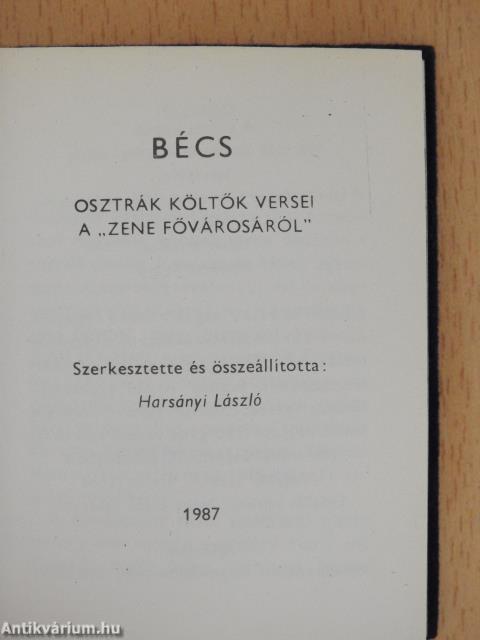 BÉCS
OSZTRÁK KÖLTŐK VERSEI
A „ZENE FŐVÁROSÁRÓL”
Szerkesztette és összeállította:
Harsányi László
1987
Antikvárium.hu